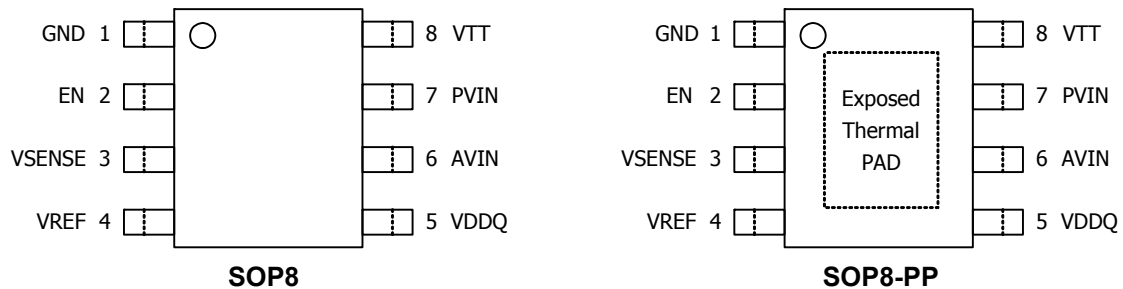 GND 1
EN 2
VSENSE 3
VREF 4
8 VTT
7 PVIN
6 AVIN
5 VDDQ
SOP8
GND 1
EN 2
VSENSE 3
VREF 4
Exposed
Thermal
PAD
8 VTT
7 PVIN
6 AVIN
5 VDDQ
SOP8-PP